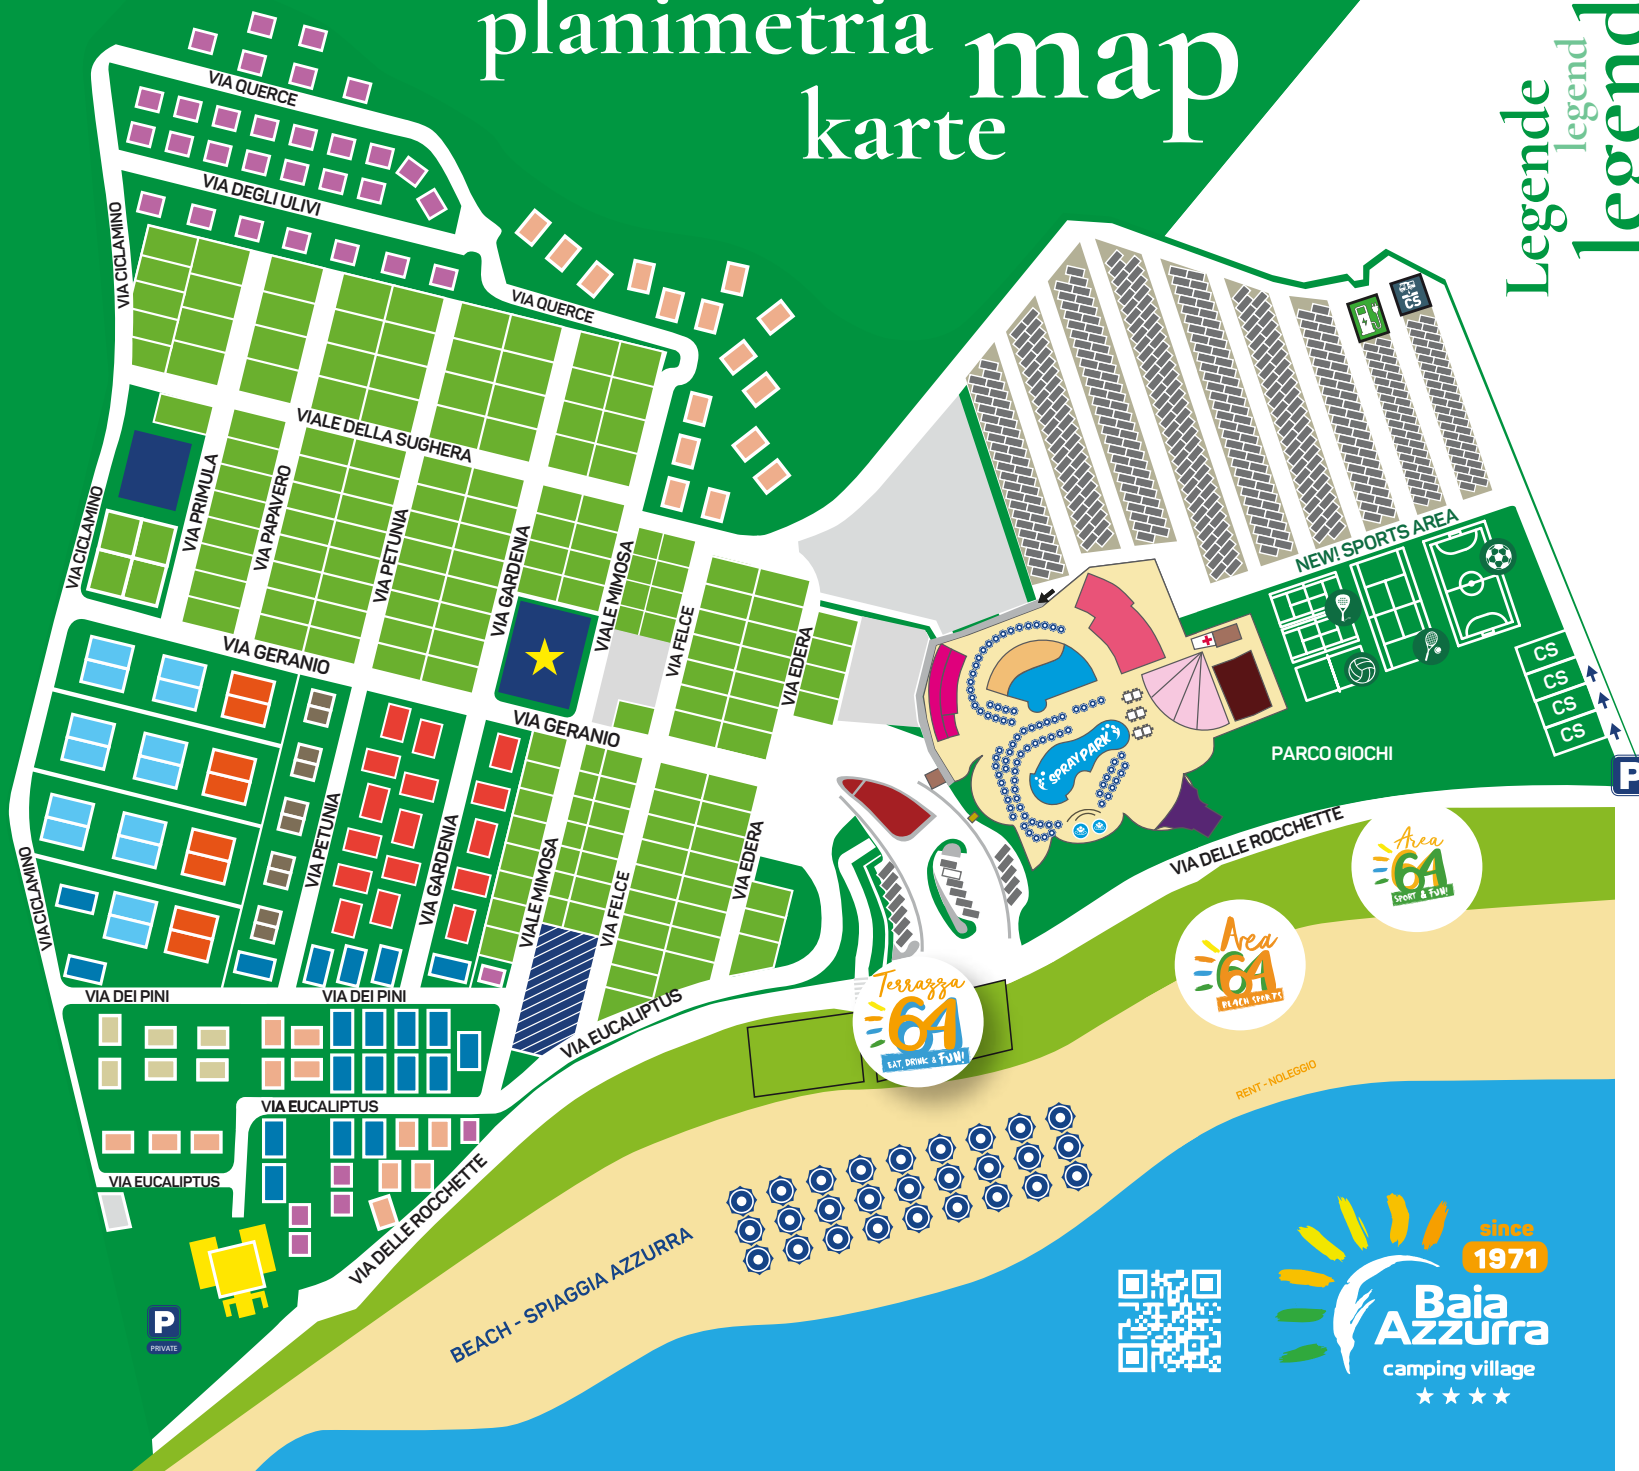 planimetria
map
karte
Legende
legend
legend
VIA QUERCE
VIA DEGLI ULIVI
VIA CICLAMINO
VIA QUERCE
CS
VIALE DELLA SUGHERA
VIA CICLAMINO
VIA PRIMULA
VIA PAPAVERO
VIA PETUNIA
VIA GARDENIA
VIALE MIMOSA
VIA FELCE
VIA EDERA
NEW! SPORTS AREA
VIA GERANIO
VIA GERANIO
CS
CS
CS
CS
P
SPRAY PARK
PARCO GIOCHI
VIA DELLE ROCCHETTE
VIA CICLAMINO
VIA PETUNIA
VIA GARDENIA
VIALE MIMOSA
VIA FELCE
VIA EDERA
Area
64
SPORT & FUN!
Area
64
BEACH SPORTS
Terrazza
64
EAT, DRINK & FUN!
VIA DEI PINI
VIA DEI PINI
VIA EUCALIPTUS
VIA EUCALIPTUS
VIA EUCALIPTUS
VIA DELLE ROCCHETTE
RENT - NOLEGGIO
BEACH - SPIAGGIA AZZURRA
P
PRIVATE
since
1971
Baia
Azzurra
camping village